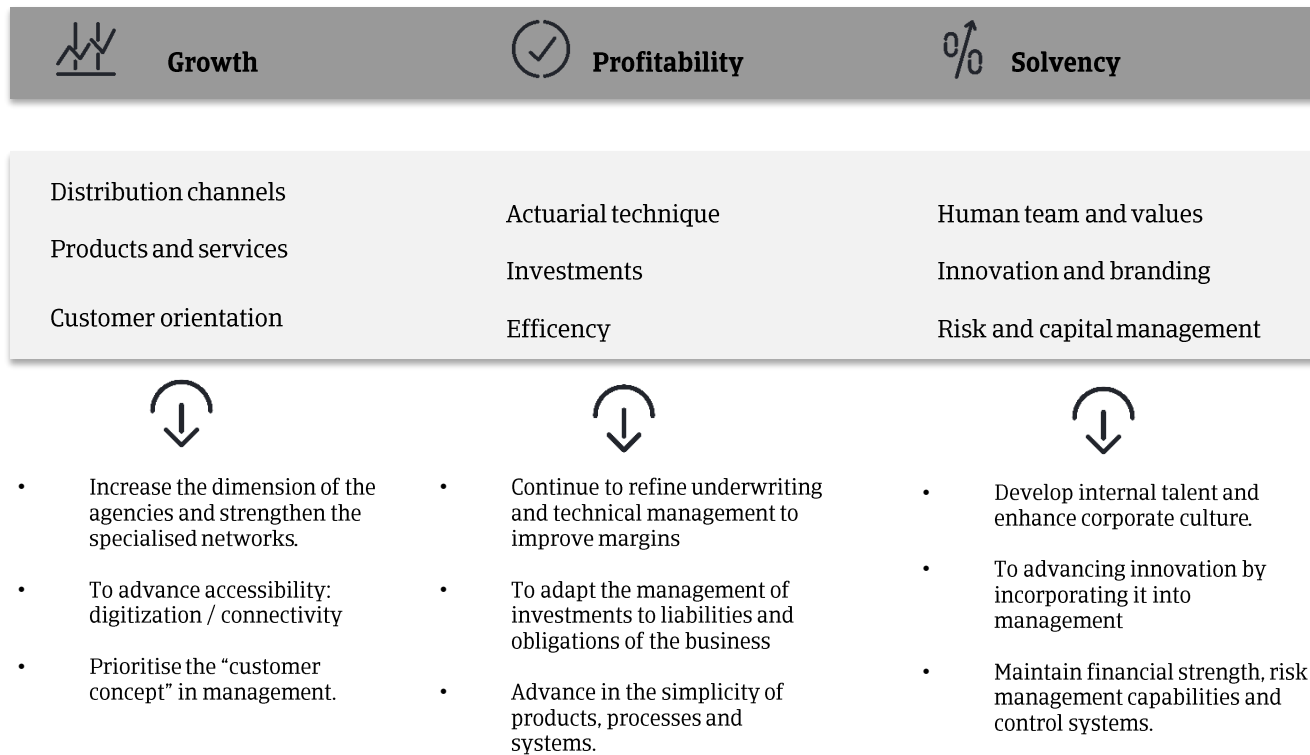 Growth
Profitability
Solvency
Distribution channels
Products and services
Customer orientation
Actuarial technique
Investments
Efficency
Human team and values
Innovation and branding
Risk and capital management
• Increase the dimension of the
agencies and strengthen the
specialised networks.
• To advance accessibility:
digitization / connectivity
• Prioritise the “customer
concept” in management.
• Continue to refine underwriting
and technical management to
improve margins
• To adapt the management of
investments to liabilities and
obligations of the business
• Advance in the simplicity of
products, processes and
systems.
• Develop internal talent and
enhance corporate culture.
• To advancing innovation by
incorporating it into
management
• Maintain financial strength, risk
management capabilities and
control systems.